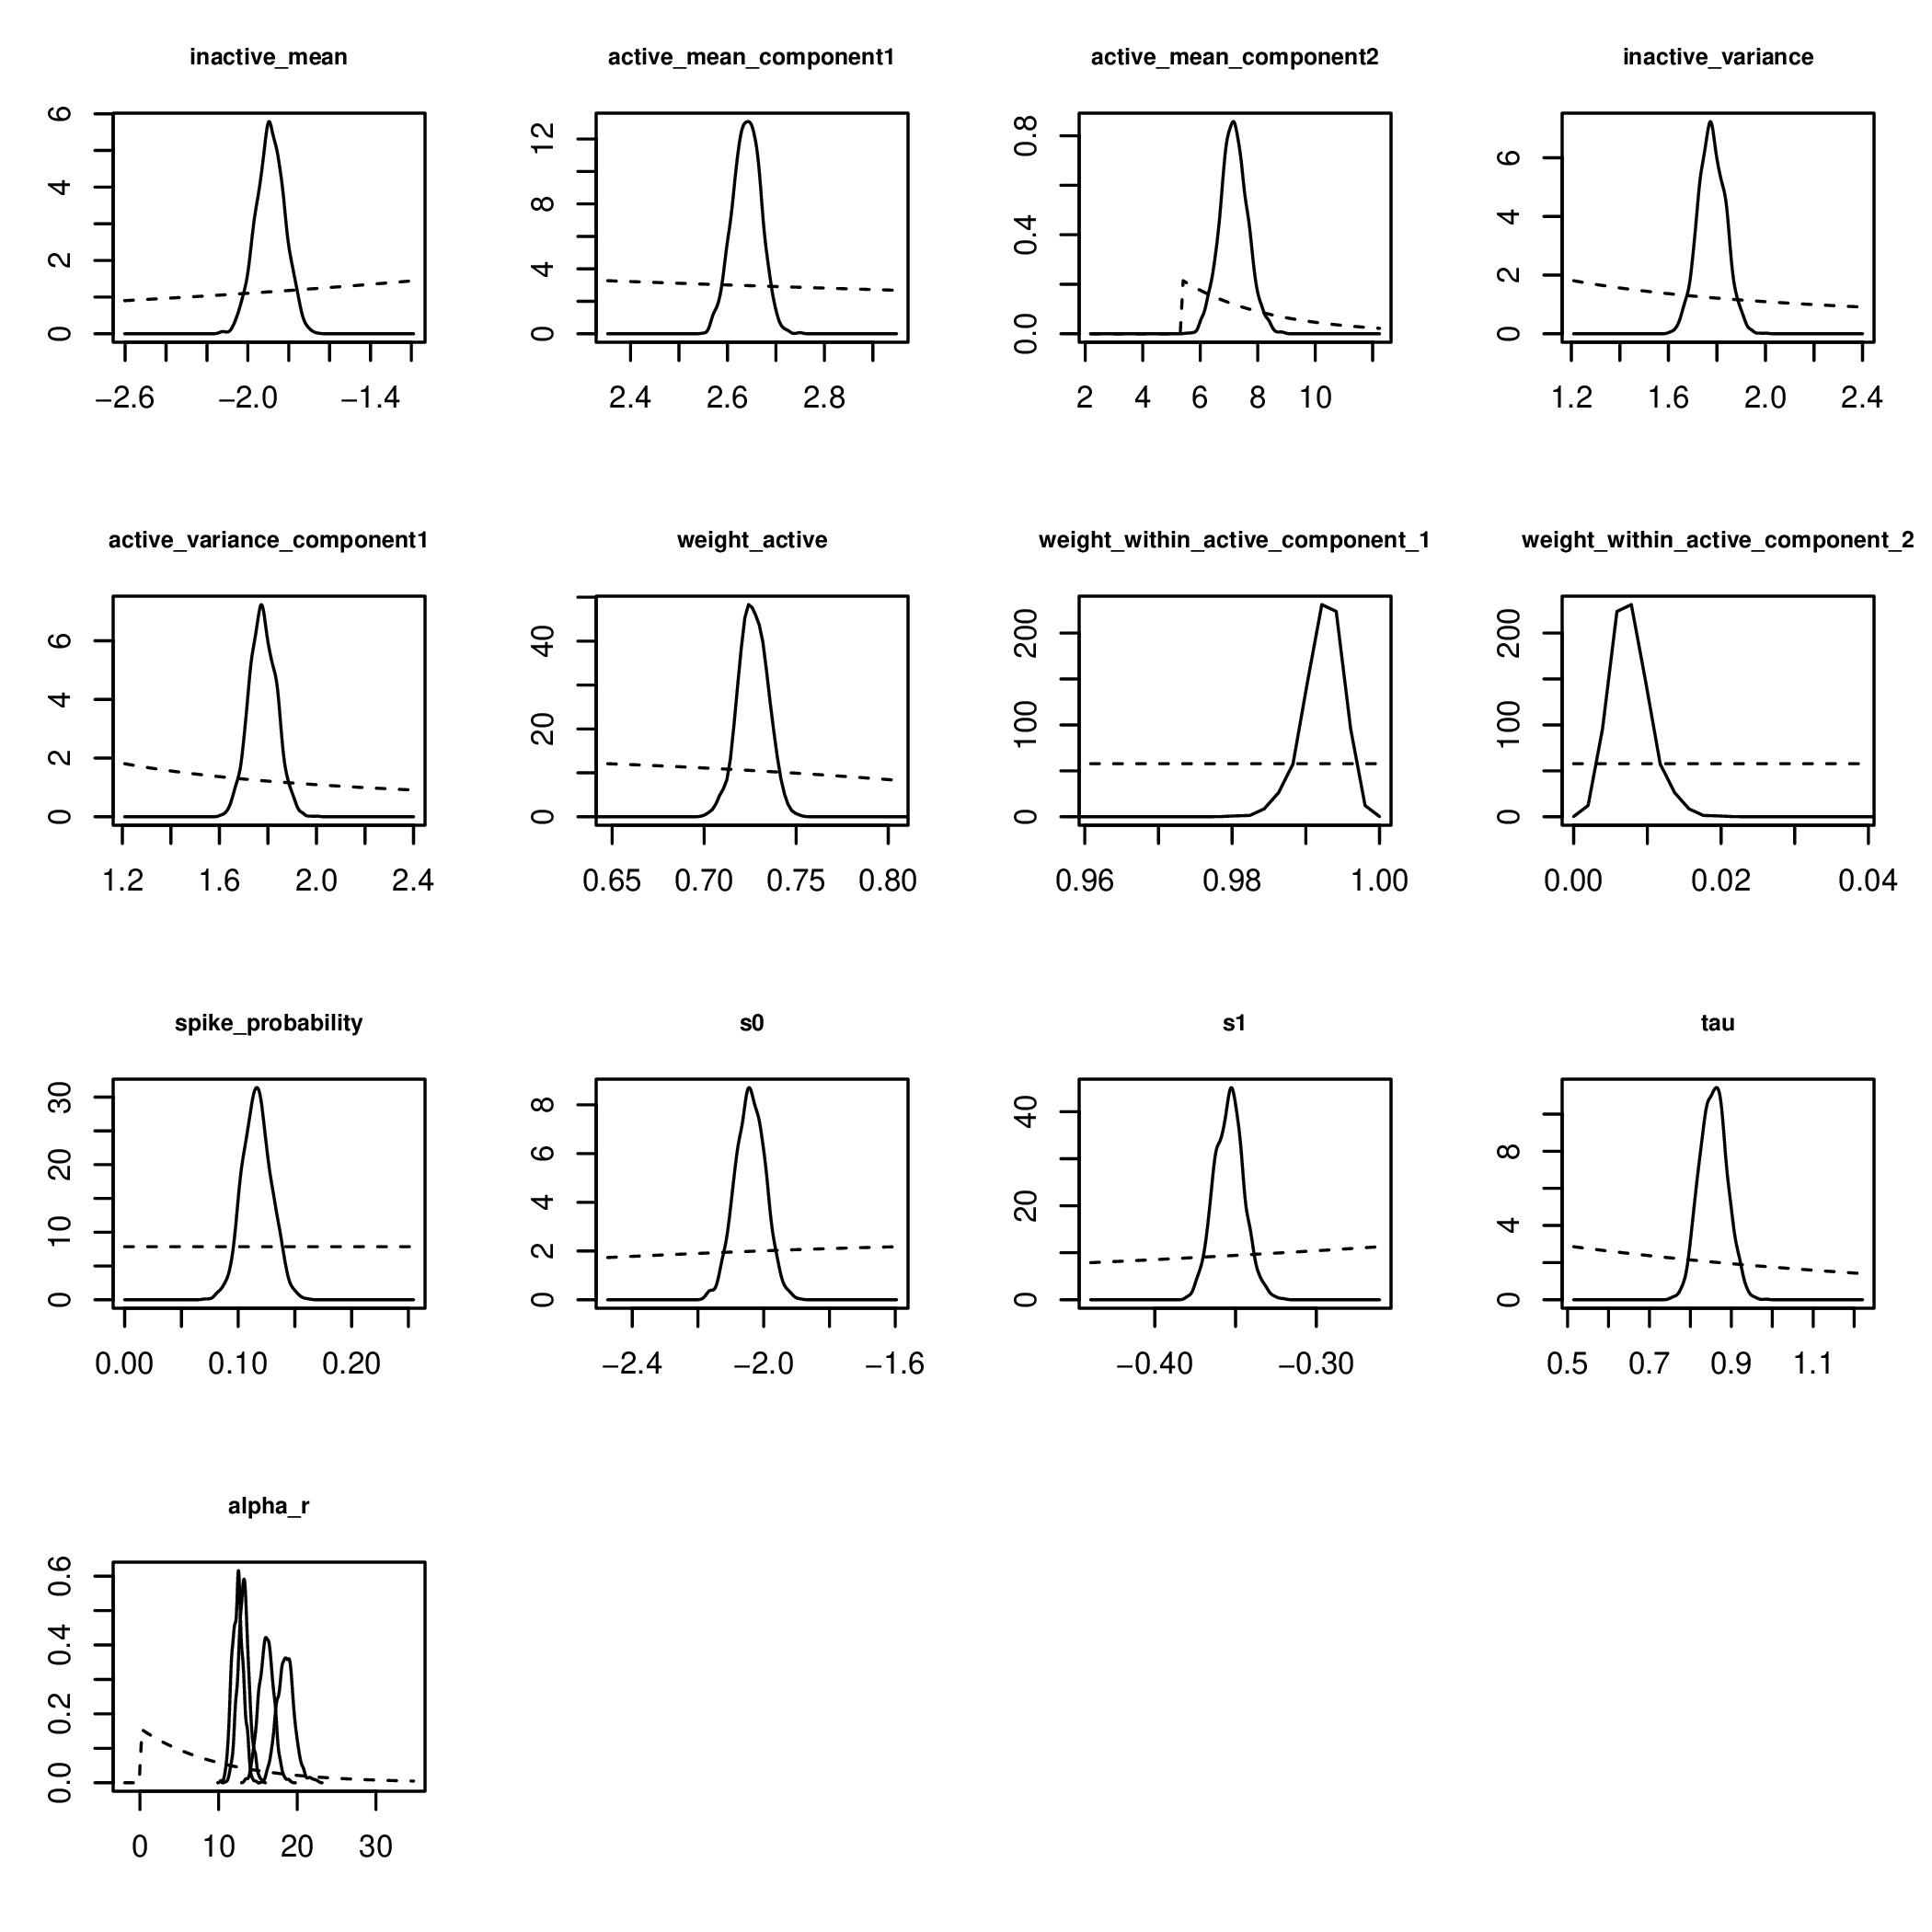 inactive_mean
0 2 4 6
−2.6 −2.0 −1.4
active_mean_component1
0 4 8 12
2.4 2.6 2.8
active_mean_component2
0.0 0.4 0.8
2 4 6 8 10
inactive_variance
0 2 4 6
1.2 1.6 2.0 2.4
active_variance_component1
0 2 4 6
1.2 1.6 2.0 2.4
weight_active
0 20 40
0.65 0.70 0.75 0.80
weight_within_active_component_1
0 100 200
0.96 0.98 1.00
weight_within_active_component_2
0 100 200
0.00 0.02 0.04
spike_probability
0 10 20 30
0.00 0.10 0.20
s0
0 2 4 6 8
−2.4 −2.0 −1.6
s1
0 20 40
−0.40 −0.30
tau
0 4 8
0.5 0.7 0.9 1.1
alpha_r
0.0 0.2 0.4 0.6
0 10 20 30